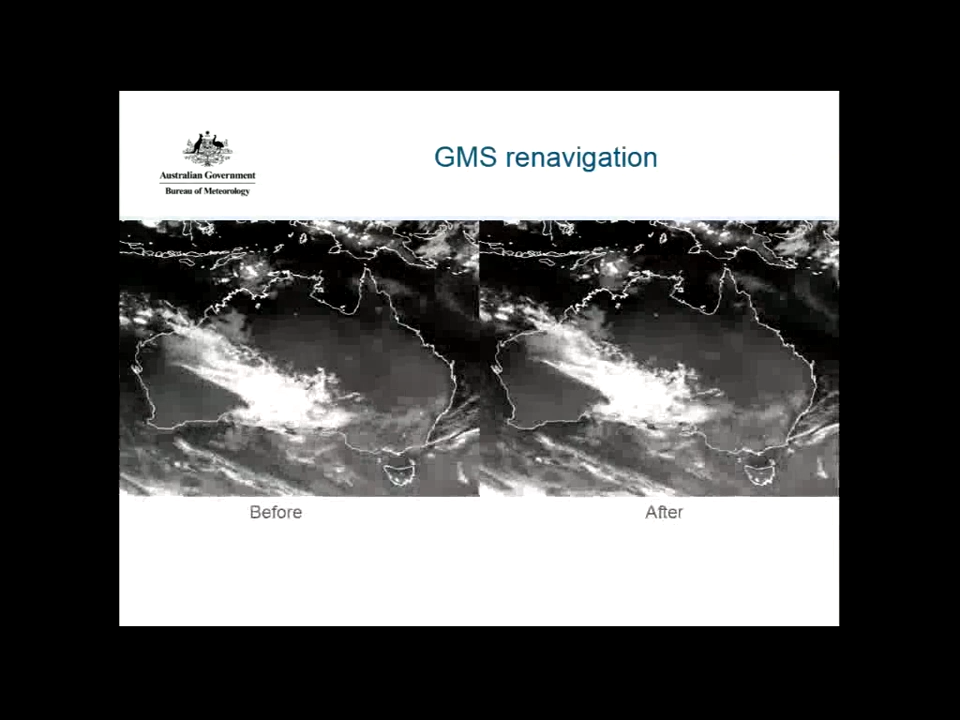 GMS renavigation
Australian Government
Bureau of Meteorology
Before
After